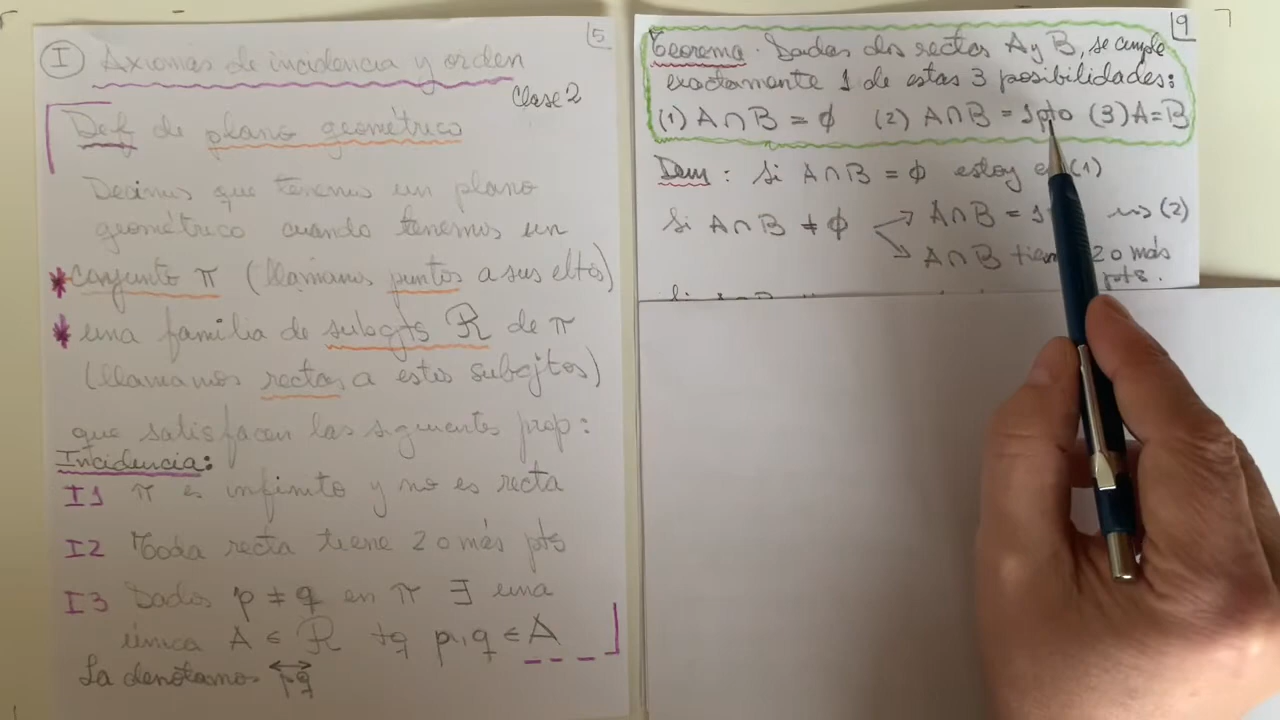 5
I Axiomas de incidencia y orden
Clase 2
Def de plano geométrico
Decimos que tenemos un plano
geométrico cuando tenemos un
* conjunto π (llamamos puntos a sus eltos)
* una familia de subcjts R de π
(llamamos rectas a estos subcjtos)
que satisfacen las siguientes prop:
Incidencia:
I1 π es infinito y no es recta
I2 Toda recta tiene 2 o más pts
I3 Dados p ≠ q en π ∃ una
única A ∈ R tq p,q ∈ A
La denotamos p͍q
9
Teorema. Dadas dos rectas A y B, se cumple
exactamente 1 de estas 3 posibilidades:
(1) A ∩ B = ∅ (2) A ∩ B = 1 pto (3) A = B
Dem: Si A ∩ B = ∅ estoy en (1)
Si A ∩ B ≠ ∅
A ∩ B = 1 (2)
A ∩ B 2 o más
pts.